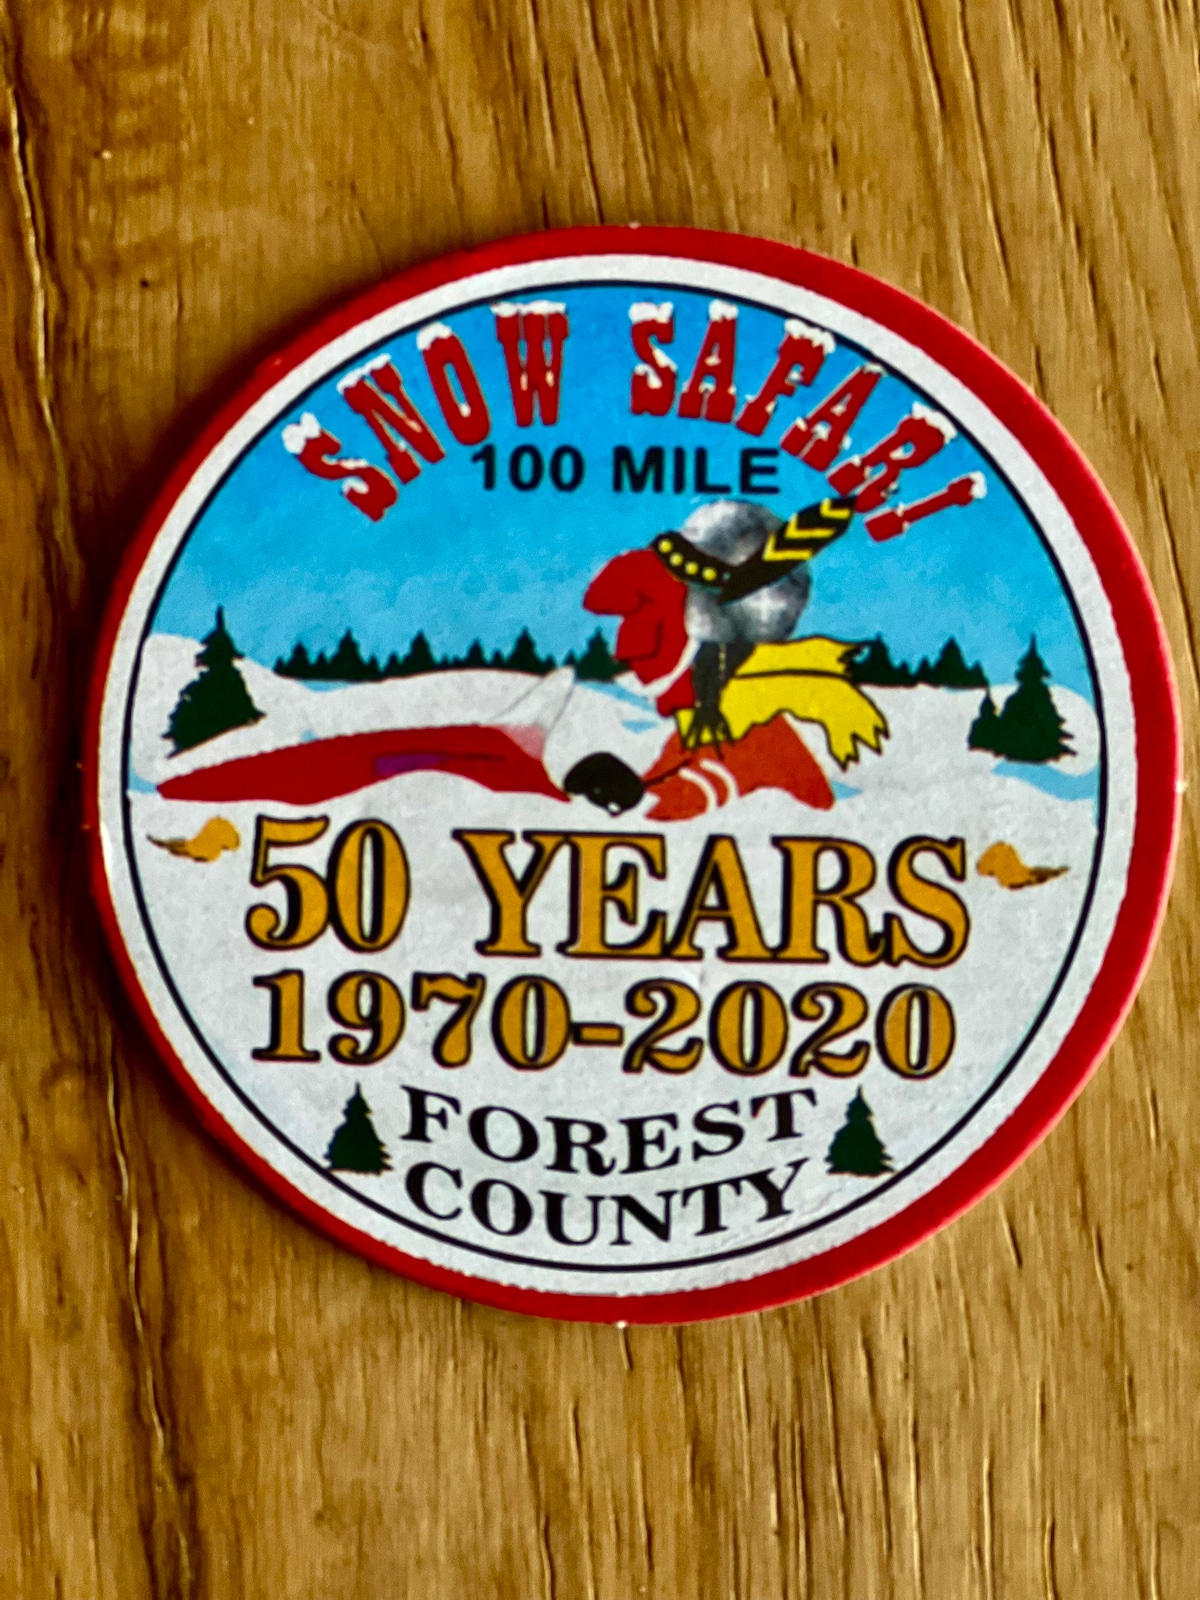 SNOW SAFARI
100 MILE
50 YEARS
1970-2020
FOREST
COUNTY